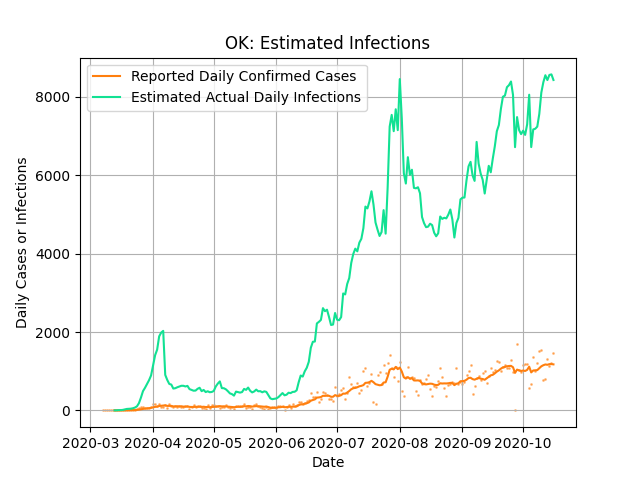 OK: Estimated Infections
Reported Daily Confirmed Cases
Estimated Actual Daily Infections
Daily Cases or Infections
8000
6000
4000
2000
0
2020-03 2020-04 2020-05 2020-06 2020-07 2020-08 2020-09 2020-10
Date